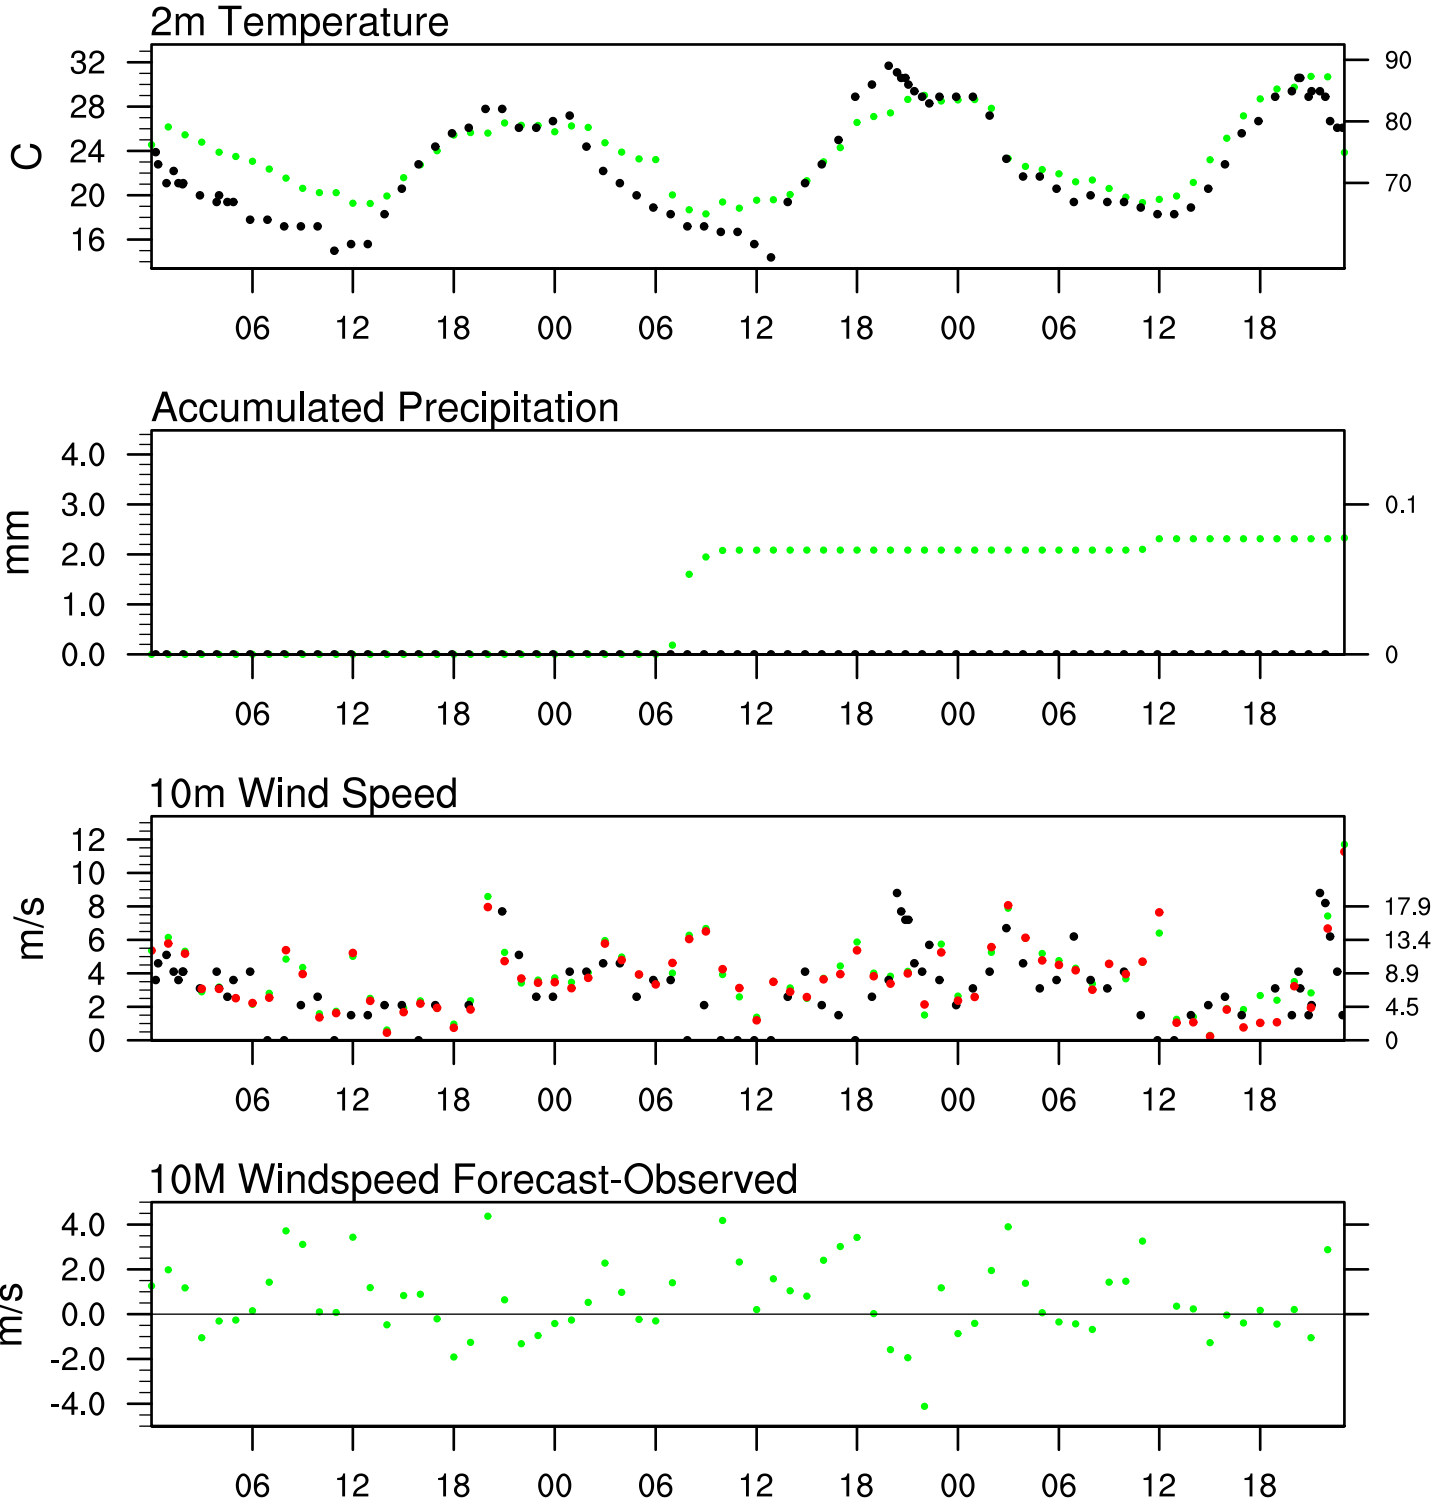 2m Temperature
32 90
28 80
24
20 70
16
C
06 12 18 00 06 12 18 00 06 12 18
Accumulated Precipitation
4.0
3.0 0.1
2.0
1.0
0.0 0
mm
06 12 18 00 06 12 18 00 06 12 18
10m Wind Speed
12
10
8 17.9
6 13.4
4 8.9
2 4.5
0 0
m/s
06 12 18 00 06 12 18 00 06 12 18
10M Windspeed Forecast-Observed
4.0
2.0
0.0
-2.0
-4.0
m/s
06 12 18 00 06 12 18 00 06 12 18